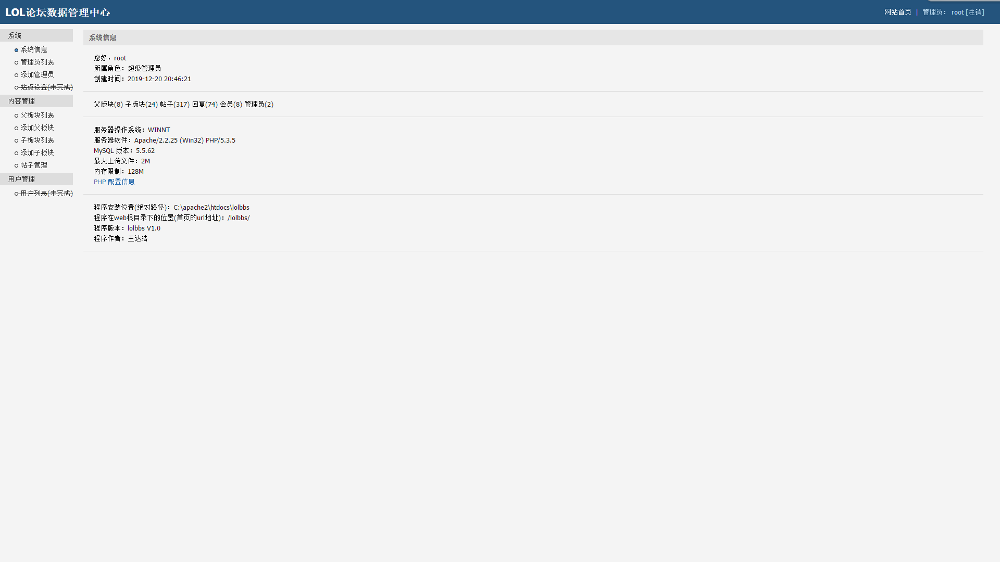 LOL论坛数据管理中心
网站首页 | 管理员： root [注销]
系统
系统信息
管理员列表
添加管理员
站点设置(未完成)
内容管理
父板块列表
添加父板块
子板块列表
添加子板块
帖子管理
用户管理
用户列表(未完成)
系统信息
您好，root
所属角色：超级管理员
创建时间：2019-12-20 20:46:21
父版块(8) 子版块(24) 帖子(317) 回复(74) 会员(8) 管理员(2)
服务器操作系统：WINNT
服务器软件：Apache/2.2.25 (Win32) PHP/5.3.5
MySQL 版本：5.5.62
最大上传文件：2M
内存限制：128M
PHP 配置信息
程序安装位置(绝对路径)：C:\apache2\htdocs\lolbbs
程序在web根目录下的位置(首页的url地址)：/lolbbs/
程序版本：lolbbs V1.0
程序作者：王达浩